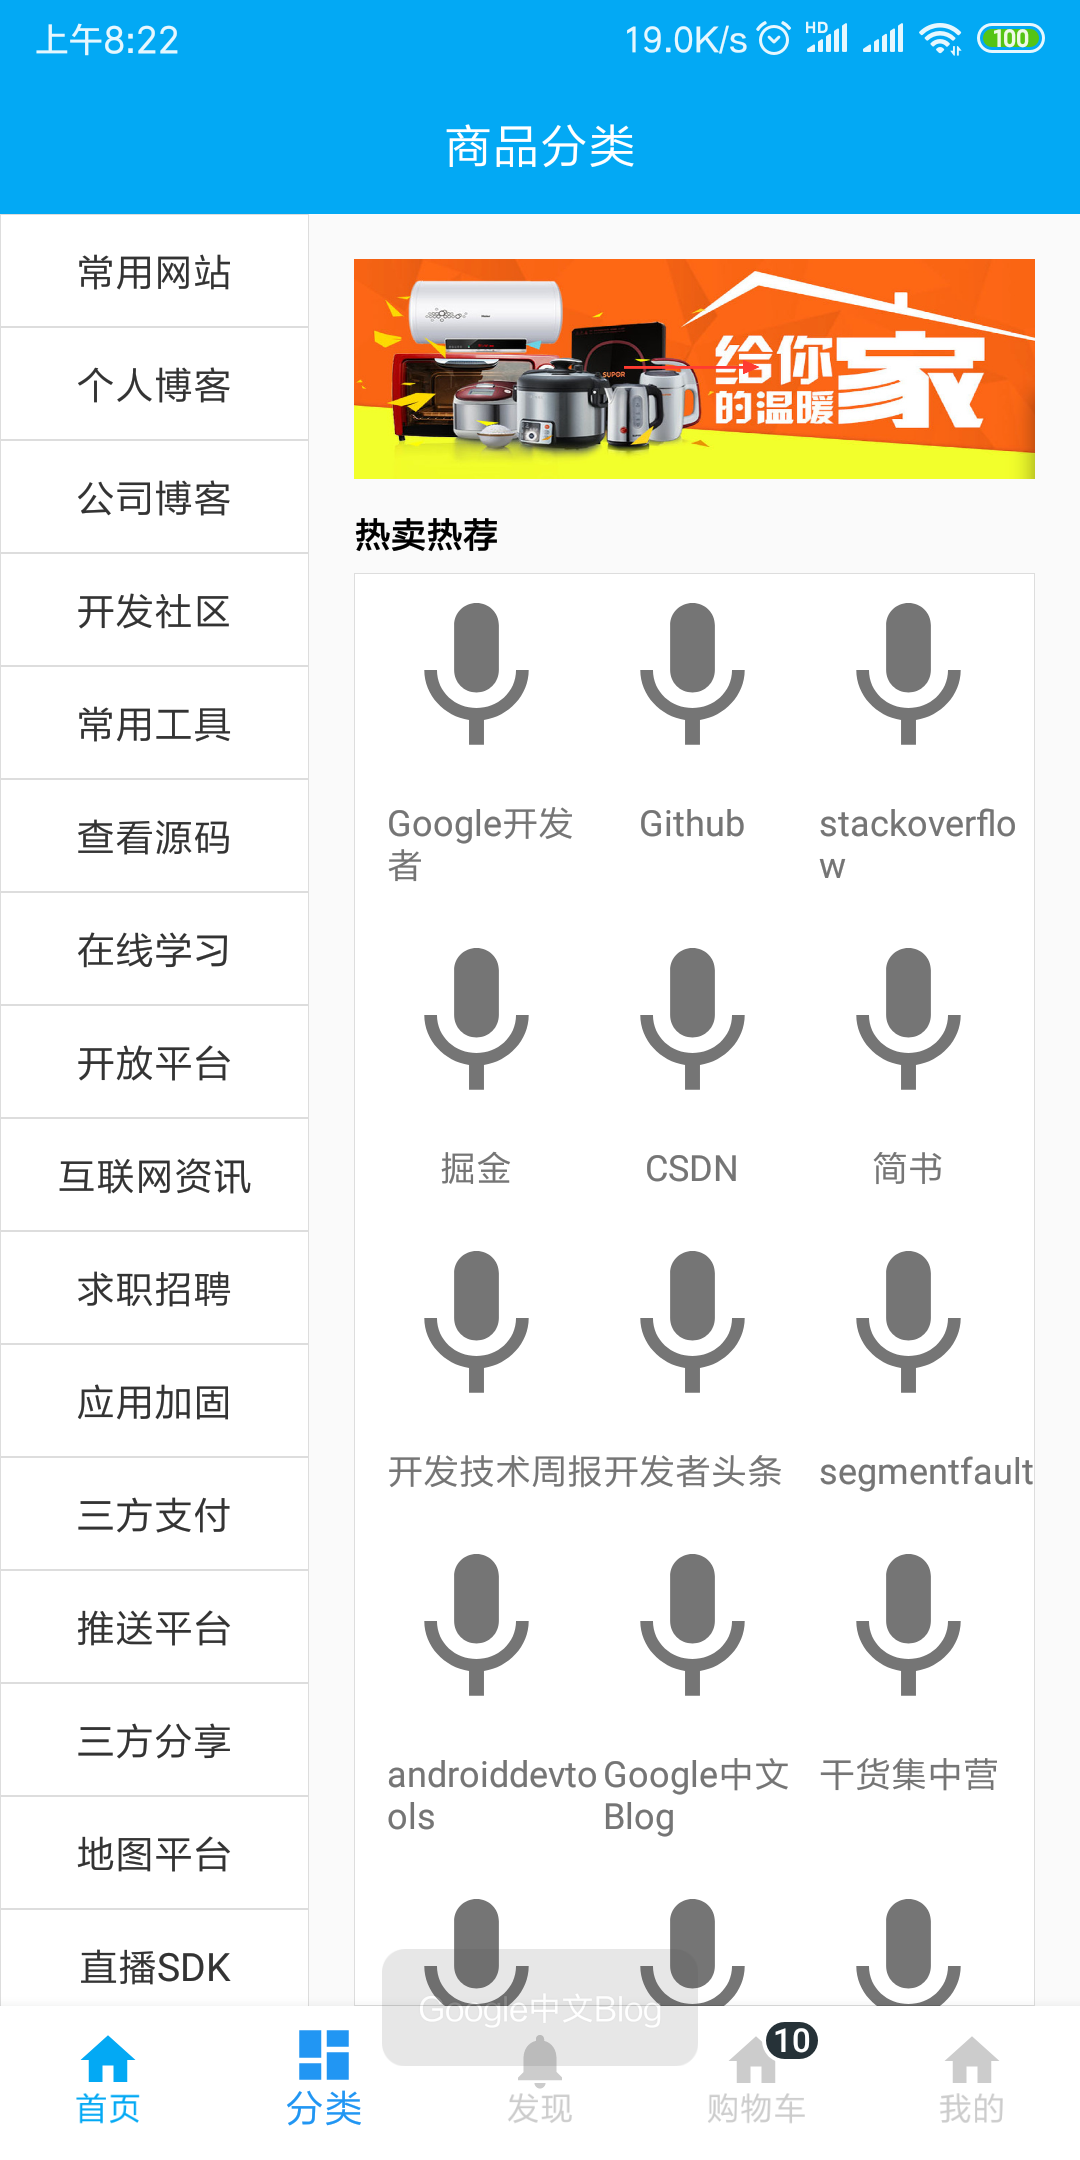 上午8:22
19.0K/s
HD
100
商品分类
常用网站
个人博客
公司博客
开发社区
常用工具
查看源码
在线学习
开放平台
互联网资讯
求职招聘
应用加固
三方支付
推送平台
三方分享
地图平台
直播SDK
SUPOR
给你
的温暖
家
热卖热荐
Google开发
者
Github
stackoverflo
w
掘金
CSDN
简书
开发技术周报
开发者头条
segmentfault
androiddevto
ols
Google中文
Blog
干货集中营
Google中文Blog
首页
分类
发现
10
购物车
我的